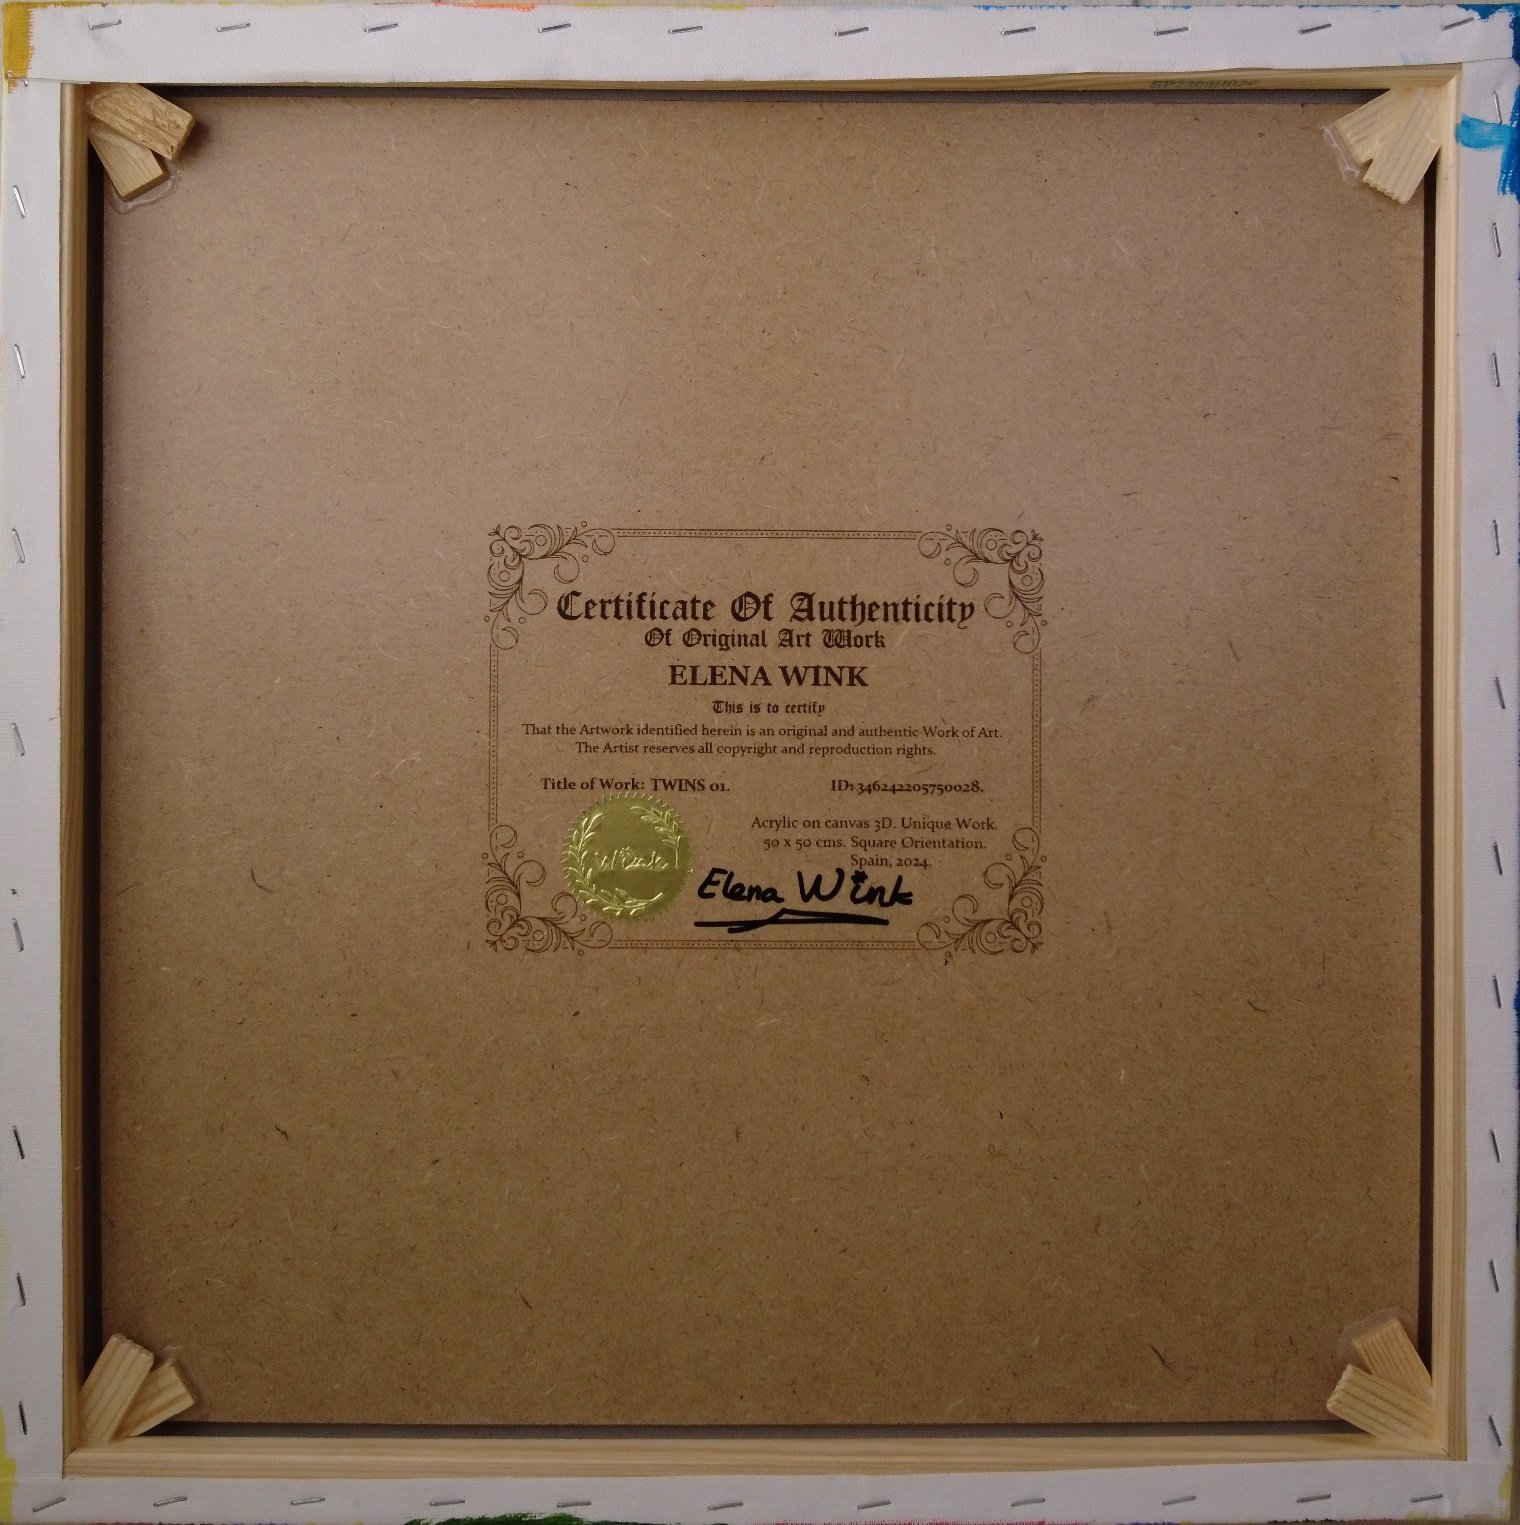 Certificate Of Authenticity
Of Original Art Work
ELENA WINK
This is to certify
That the Artwork identified herein is an original and authentic Work of Art.
The Artist reserves all copyright and reproduction rights.
Title of Work: TWINS 01. ID: 346242205750028.
Acrylic on canvas 3D. Unique Work.
50 x 50 cms. Square Orientation.
Spain, 2024.
Wink
Elena Wink